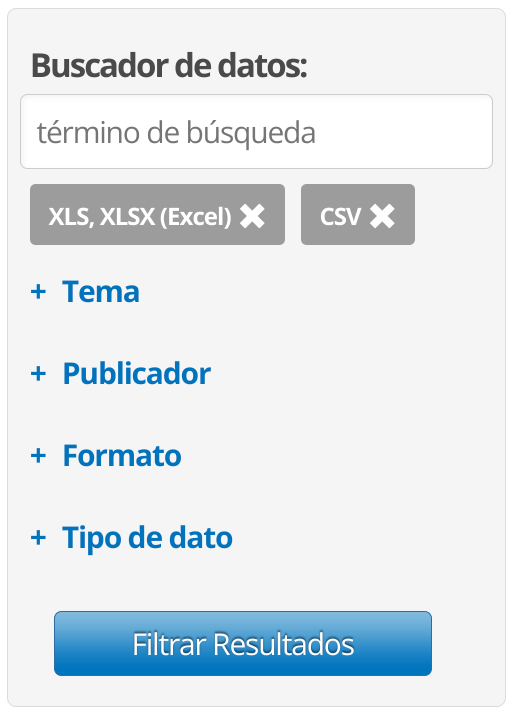 Buscador de datos:
término de búsqueda
XLS, XLSX (Excel) ✖ CSV ✖
+ Tema
+ Publicador
+ Formato
+ Tipo de dato
Filtrar Resultados